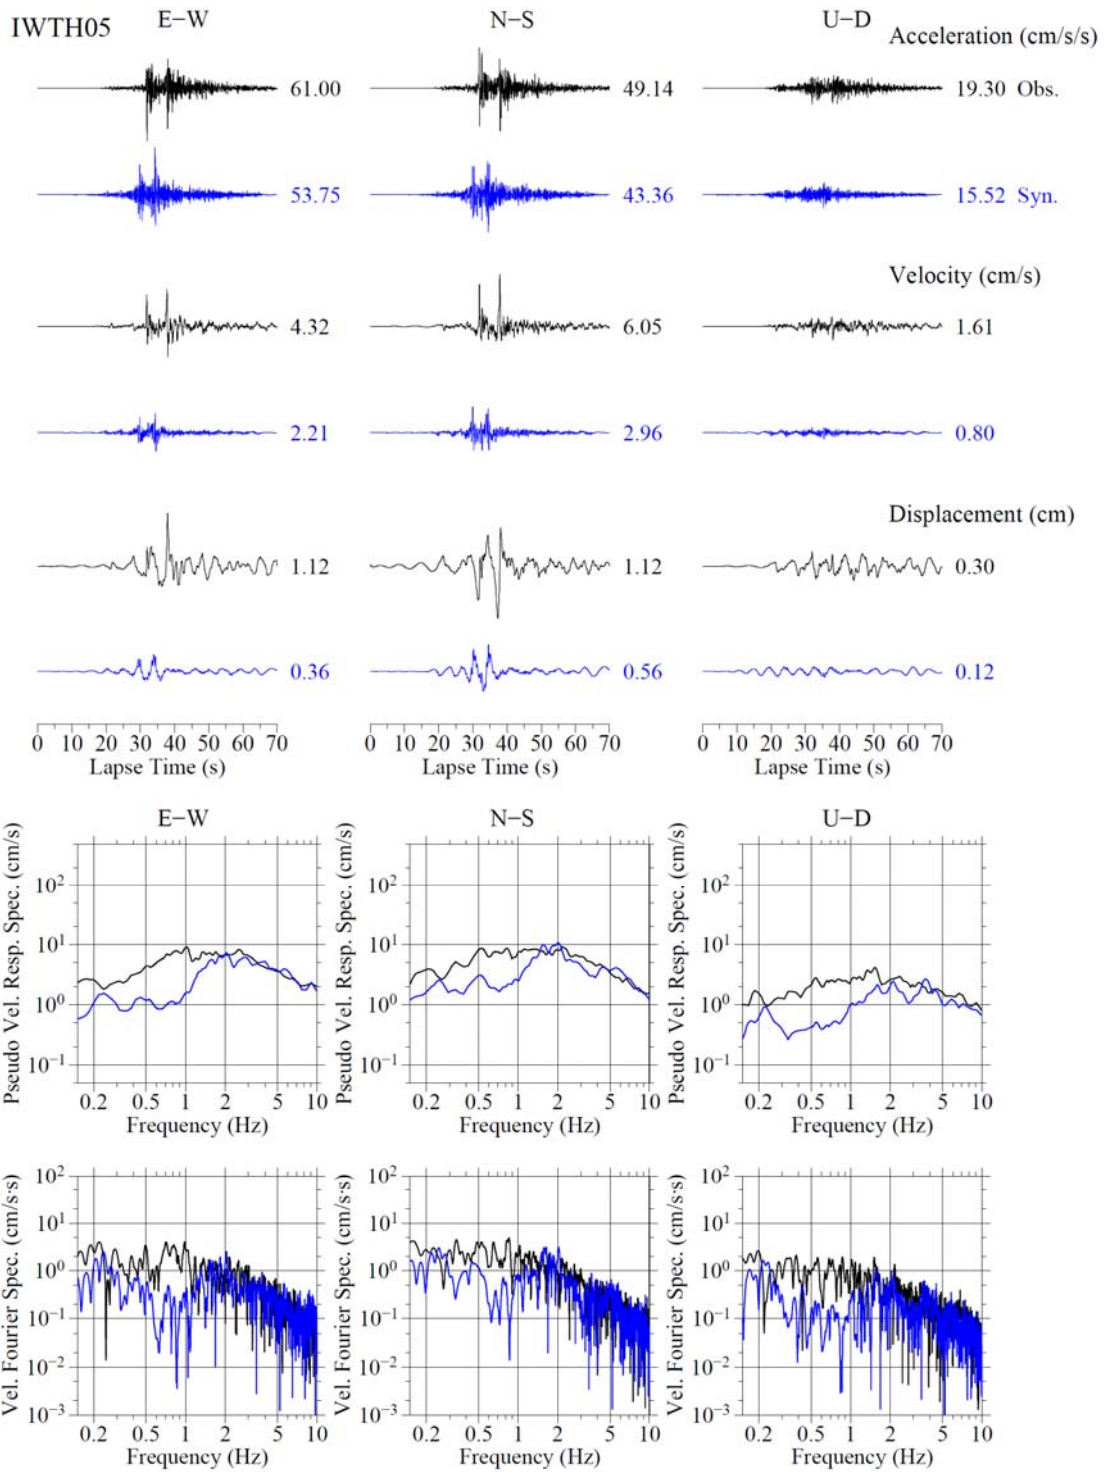 IWTH05
E−W N−S U−D
Acceleration (cm/s/s)
61.00 49.14 19.30 Obs.
53.75 43.36 15.52 Syn.
Velocity (cm/s)
4.32 6.05 1.61
2.21 2.96 0.80
Displacement (cm)
1.12 1.12 0.30
0.36 0.56 0.12
0 10 20 30 40 50 60 70 0 10 20 30 40 50 60 70 0 10 20 30 40 50 60 70
Lapse Time (s) Lapse Time (s) Lapse Time (s)
E−W N−S U−D
Pseudo Vel. Resp. Spec. (cm/s) Pseudo Vel. Resp. Spec. (cm/s) Pseudo Vel. Resp. Spec. (cm/s)
10² 10² 10²
10¹ 10¹ 10¹
10⁰ 10⁰ 10⁰
10⁻¹ 10⁻¹ 10⁻¹
0.2 0.5 1 2 5 10 0.2 0.5 1 2 5 10 0.2 0.5 1 2 5 10
Frequency (Hz) Frequency (Hz) Frequency (Hz)
Vel. Fourier Spec. (cm/s·s) Vel. Fourier Spec. (cm/s·s) Vel. Fourier Spec. (cm/s·s)
10² 10² 10²
10¹ 10¹ 10¹
10⁰ 10⁰ 10⁰
10⁻¹ 10⁻¹ 10⁻¹
10⁻² 10⁻² 10⁻²
10⁻³ 10⁻³ 10⁻³
0.2 0.5 1 2 5 10 0.2 0.5 1 2 5 10 0.2 0.5 1 2 5 10
Frequency (Hz) Frequency (Hz) Frequency (Hz)